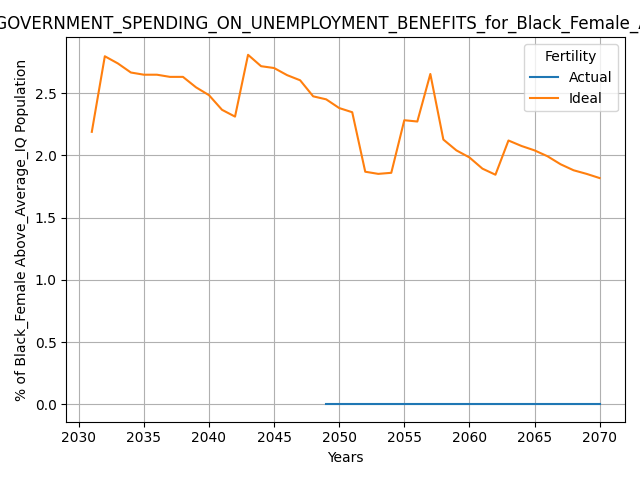 GOVERNMENT_SPENDING_ON_UNEMPLOYMENT_BENEFITS_for_Black_Female_
% of Black_Female Above_Average_IQ Population
Fertility
Actual
Ideal
2.5
2.0
1.5
1.0
0.5
0.0
2030 2035 2040 2045 2050 2055 2060 2065 2070
Years